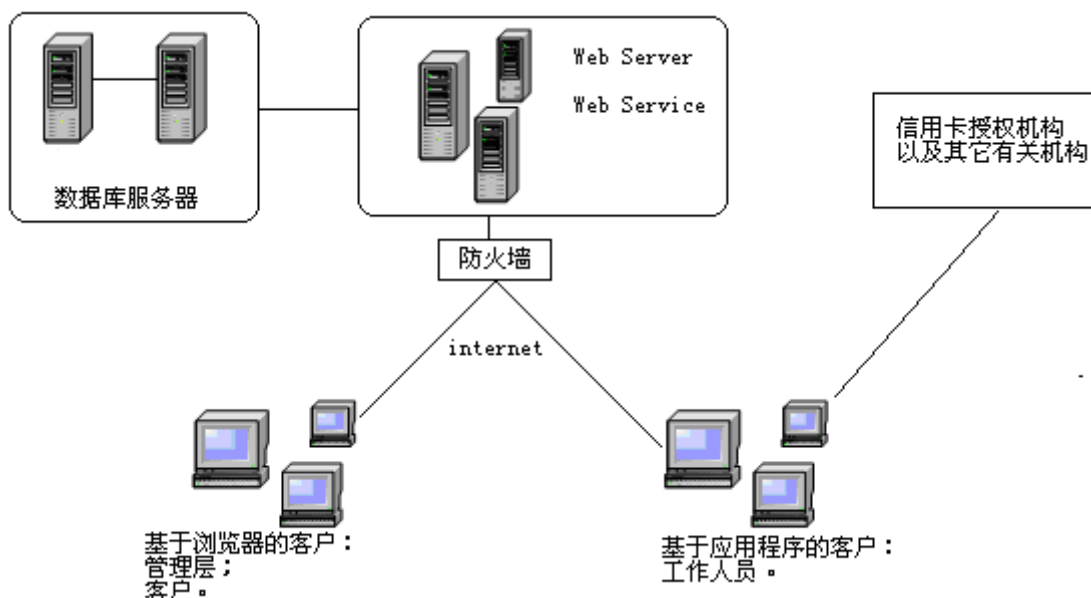 Web Server
Web Service
数据库服务器
信用卡授权机构
以及其它有关机构
防火墙
internet
基于浏览器的客户：
管理层；
客户。
基于应用程序的客户：
工作人员。